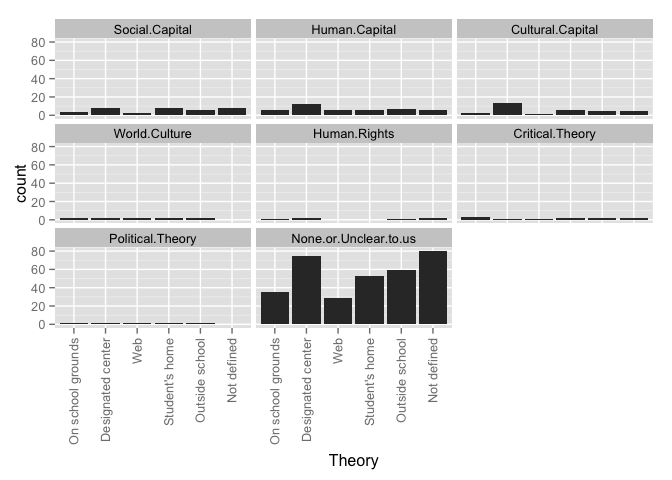 Social.Capital
Human.Capital
Cultural.Capital
80
60
40
20
0
World.Culture
Human.Rights
Critical.Theory
80
60
40
20
0
count
Political.Theory
None.or.Unclear.to.us
80
60
40
20
0
On school grounds
Designated center
Web
Student's home
Outside school
Not defined
On school grounds
Designated center
Web
Student's home
Outside school
Not defined
Theory